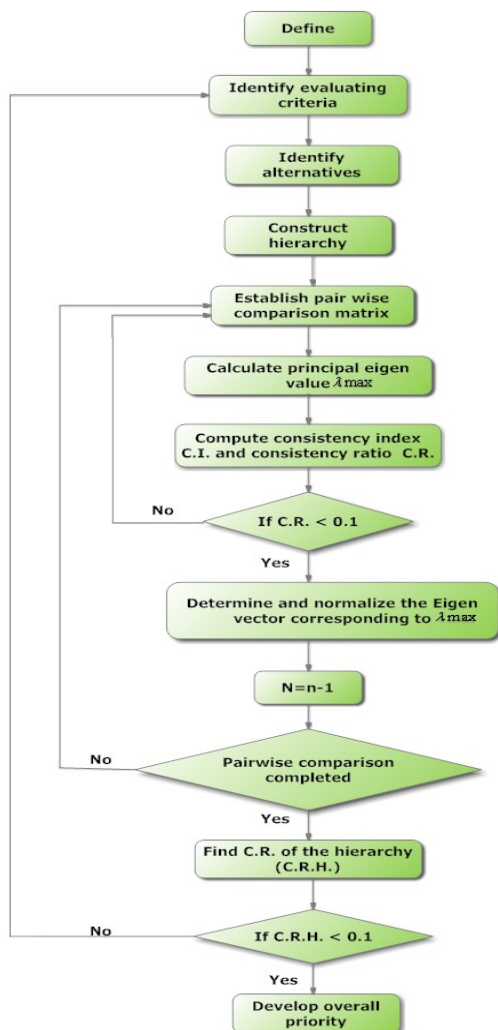 Define
Identify evaluating
criteria
Identify
alternatives
Construct
hierarchy
Establish pair wise
comparison matrix
Calculate principal eigen
value λmax
Compute consistency index
C.I. and consistency ratio C.R.
If C.R. < 0.1
No
Yes
Determine and normalize the Eigen
vector corresponding to λmax
N=n-1
Pairwise comparison
completed
No
Yes
Find C.R. of the hierarchy
(C.R.H.)
If C.R.H. < 0.1
No
Yes
Develop overall
priority